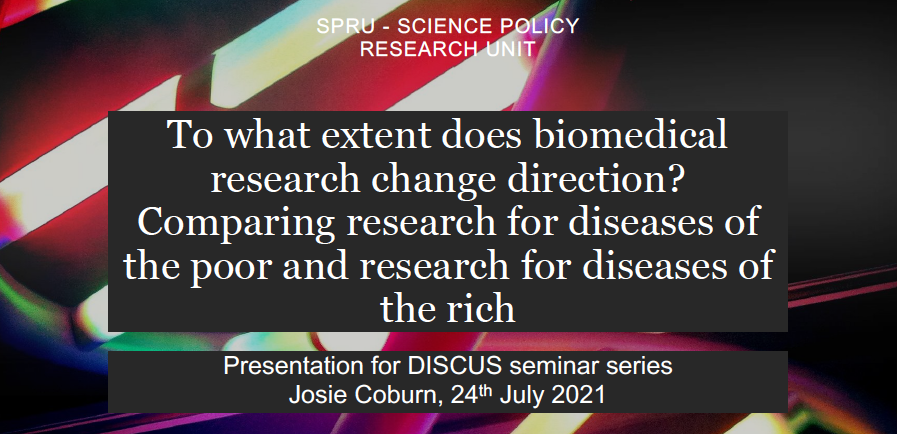 SPRU - SCIENCE POLICY
RESEARCH UNIT
To what extent does biomedical
research change direction?
Comparing research for diseases of
the poor and research for diseases of
the rich
Presentation for DISCUS seminar series
Josie Coburn, 24th July 2021